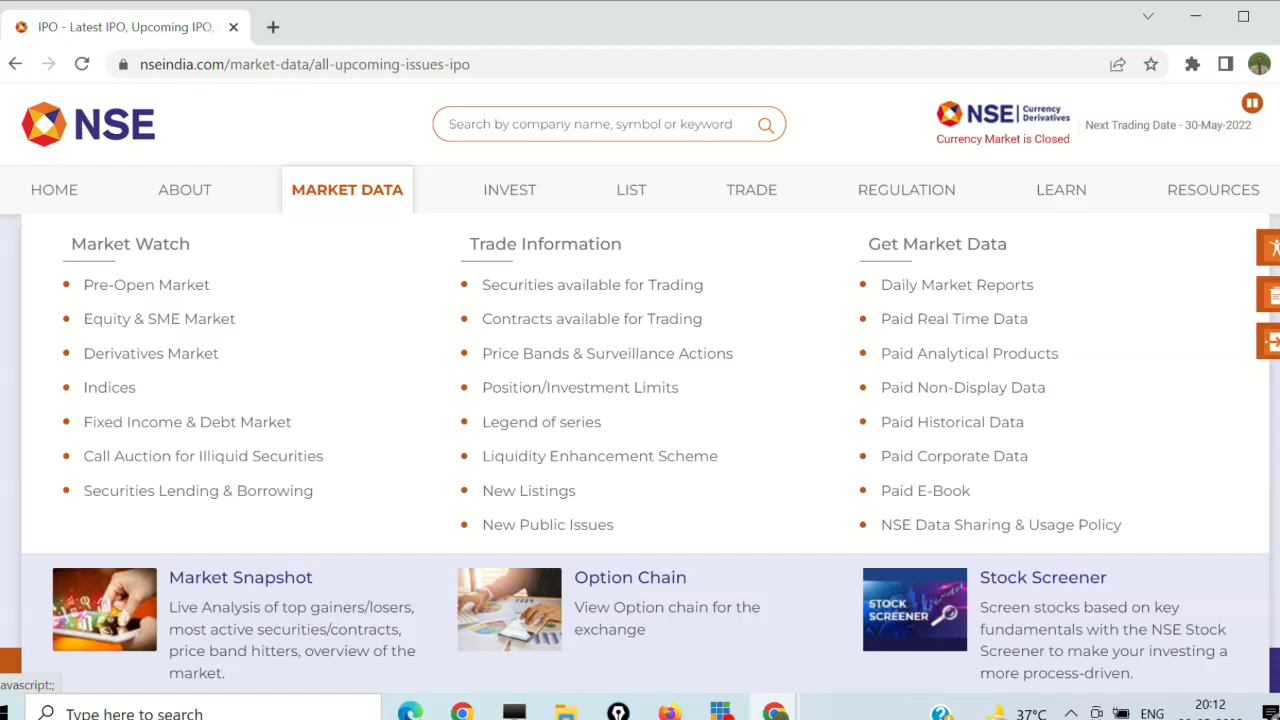 IPO - Latest IPO, Upcoming IPO,
nseindia.com/market-data/all-upcoming-issues-ipo
NSE
Search by company name, symbol or keyword
NSE Currency Derivatives
Currency Market is Closed
Next Trading Date - 30-May-2022
HOME ABOUT MARKET DATA INVEST LIST TRADE REGULATION LEARN RESOURCES
Market Watch
Pre-Open Market
Equity & SME Market
Derivatives Market
Indices
Fixed Income & Debt Market
Call Auction for Illiquid Securities
Securities Lending & Borrowing
Trade Information
Securities available for Trading
Contracts available for Trading
Price Bands & Surveillance Actions
Position/Investment Limits
Legend of series
Liquidity Enhancement Scheme
New Listings
New Public Issues
Get Market Data
Daily Market Reports
Paid Real Time Data
Paid Analytical Products
Paid Non-Display Data
Paid Historical Data
Paid Corporate Data
Paid E-Book
NSE Data Sharing & Usage Policy
Market Snapshot
Live Analysis of top gainers/losers,
most active securities/contracts,
price band hitters, overview of the
market.
Option Chain
View Option chain for the
exchange
STOCK
SCREENER
Stock Screener
Screen stocks based on key
fundamentals with the NSE Stock
Screener to make your investing a
more process-driven.
avascript:;
Type here to search
37°C
ENG
20:12